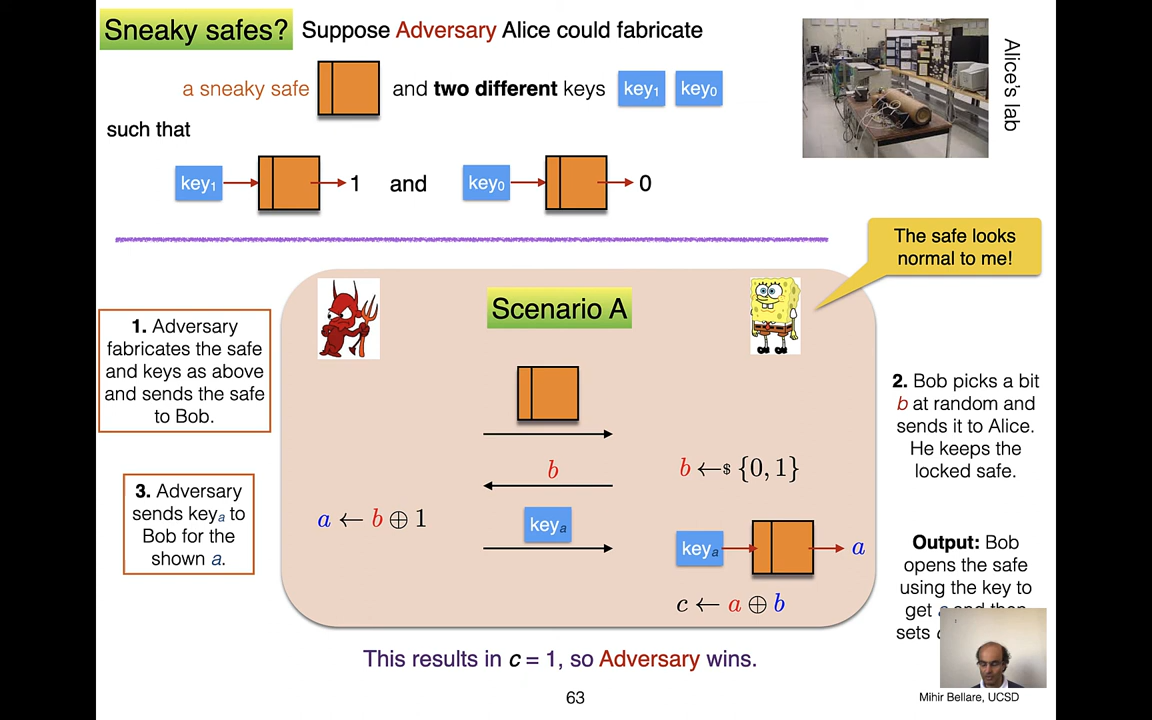 Sneaky safes? Suppose Adversary Alice could fabricate
a sneaky safe and two different keys key₁ key₀
such that
key₁ 1 and key₀ 0
Alice's lab
The safe looks
normal to me!
Scenario A
1. Adversary
fabricates the safe
and keys as above
and sends the safe
to Bob.
2. Bob picks a bit
b at random and
sends it to Alice.
He keeps the
locked safe.
b
b ←$ {0, 1}
3. Adversary
sends keyₐ to
Bob for the
shown a.
a ← b ⊕ 1
keyₐ
keyₐ a
c ← a ⊕ b
Output: Bob
opens the safe
using the key to
get
sets
This results in c = 1, so Adversary wins.
63
Mihir Bellare, UCSD